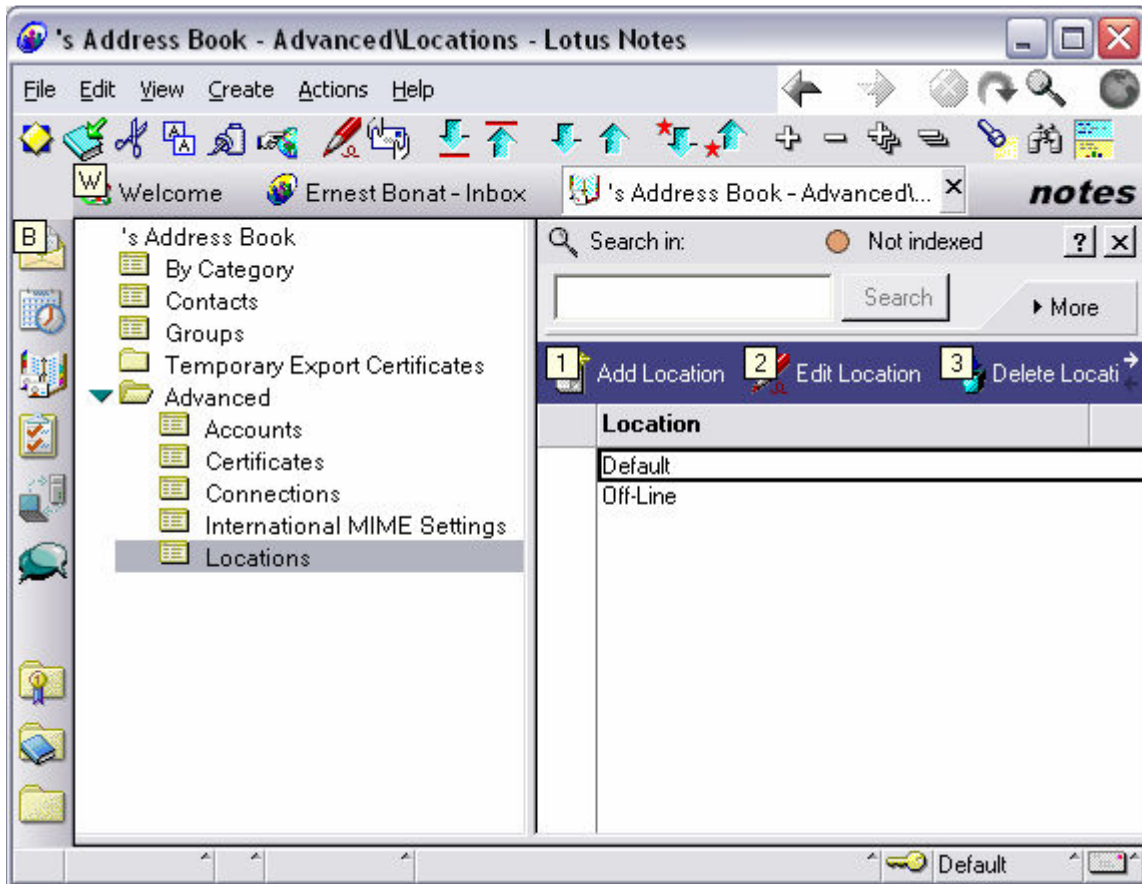 's Address Book - Advanced\Locations - Lotus Notes
File Edit View Create Actions Help
W Welcome Ernest Bonat - Inbox 's Address Book - Advanced\... notes
B
's Address Book
By Category
Contacts
Groups
Temporary Export Certificates
Advanced
Accounts
Certificates
Connections
International MIME Settings
Locations
Search in: Not indexed ?
Search More
1 Add Location 2 Edit Location 3 Delete Locati
Location
Default
Off-Line
Default